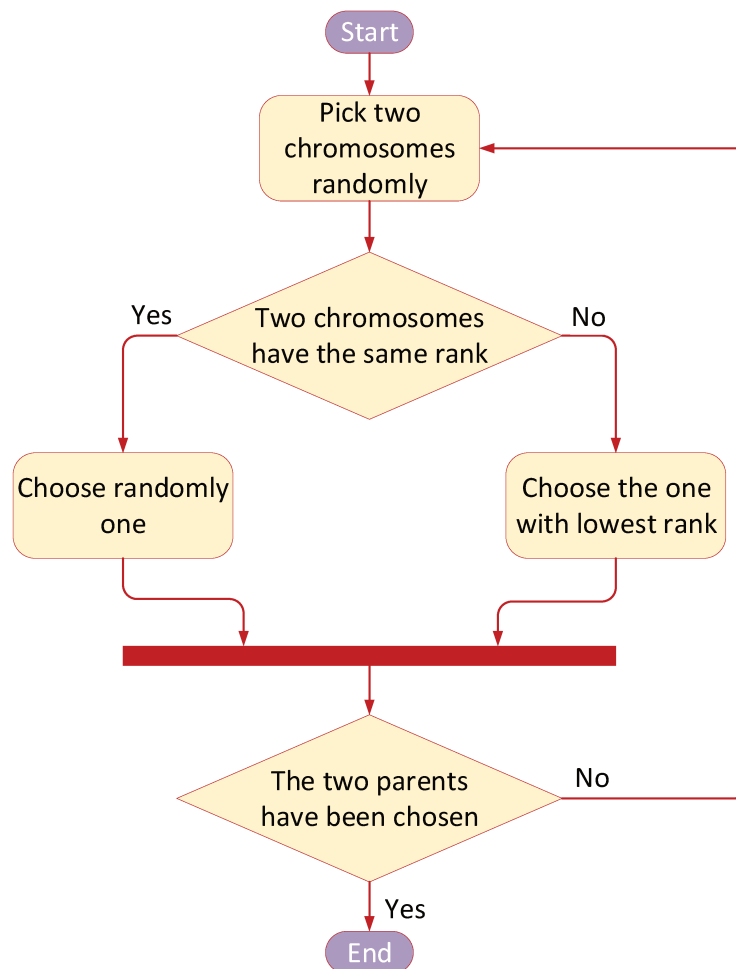 Start
Pick two
chromosomes
randomly
Yes
No
Two chromosomes
have the same rank
Choose randomly
one
Choose the one
with lowest rank
The two parents
have been chosen
No
Yes
End